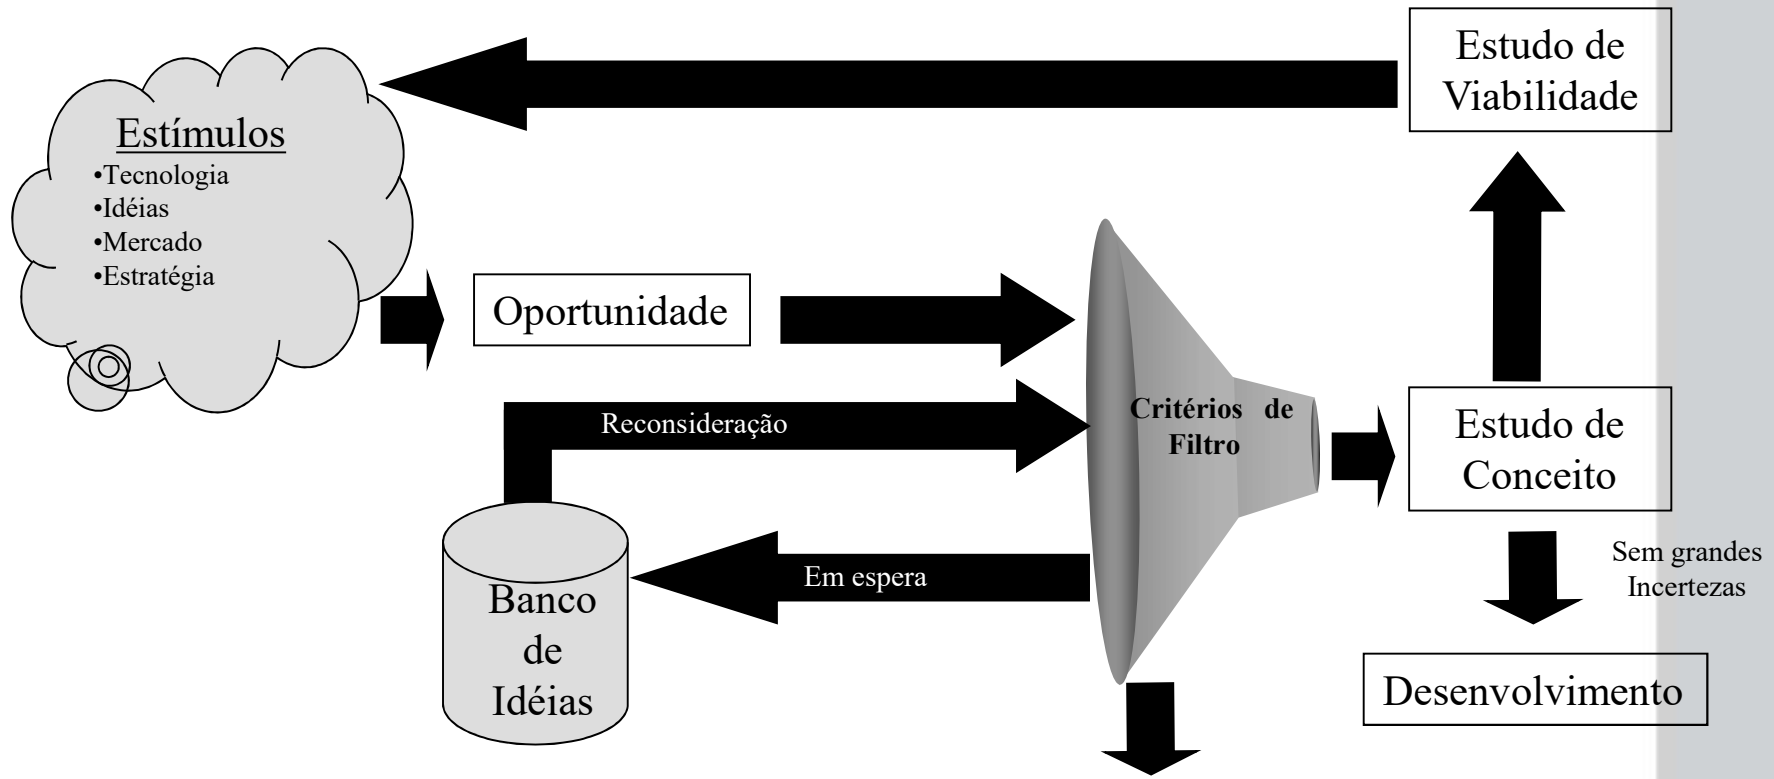 Estudo de
Viabilidade
Estímulos
•Tecnologia
•Idéias
•Mercado
•Estratégia
Oportunidade
Reconsideração
Critérios de
Filtro
Estudo de
Conceito
Em espera
Sem grandes
Incertezas
Banco
de
Idéias
Desenvolvimento